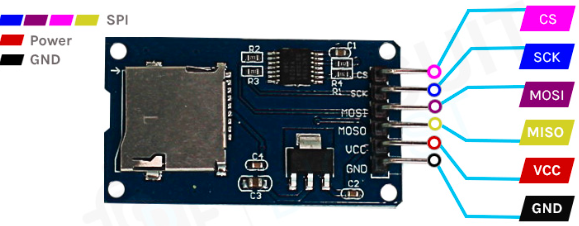 SPI
Power
GND
R2
R3
C1
R4
R1
C4
C3
C2
CS
SCK
MOSI
MOSO
VCC
GND
CS
SCK
MOSI
MISO
VCC
GND